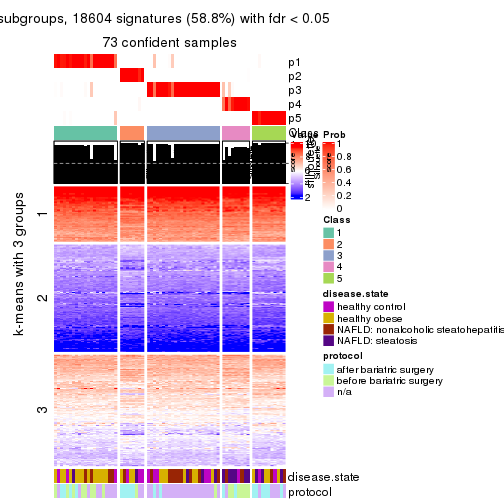 subgroups, 18604 signatures (58.8%) with fdr < 0.05
73 confident samples
p1
p2
p3
p4
p5
Class
k-means with 3 groups
1
2
3
disease.state
protocol
Value
2
Prob
1
0.8
0.6
0.4
0.2
0
Class
1
2
3
4
5
disease.state
healthy control
healthy obese
NAFLD: nonalcoholic steatohepatitis
NAFLD: steatosis
protocol
after bariatric surgery
before bariatric surgery
n/a